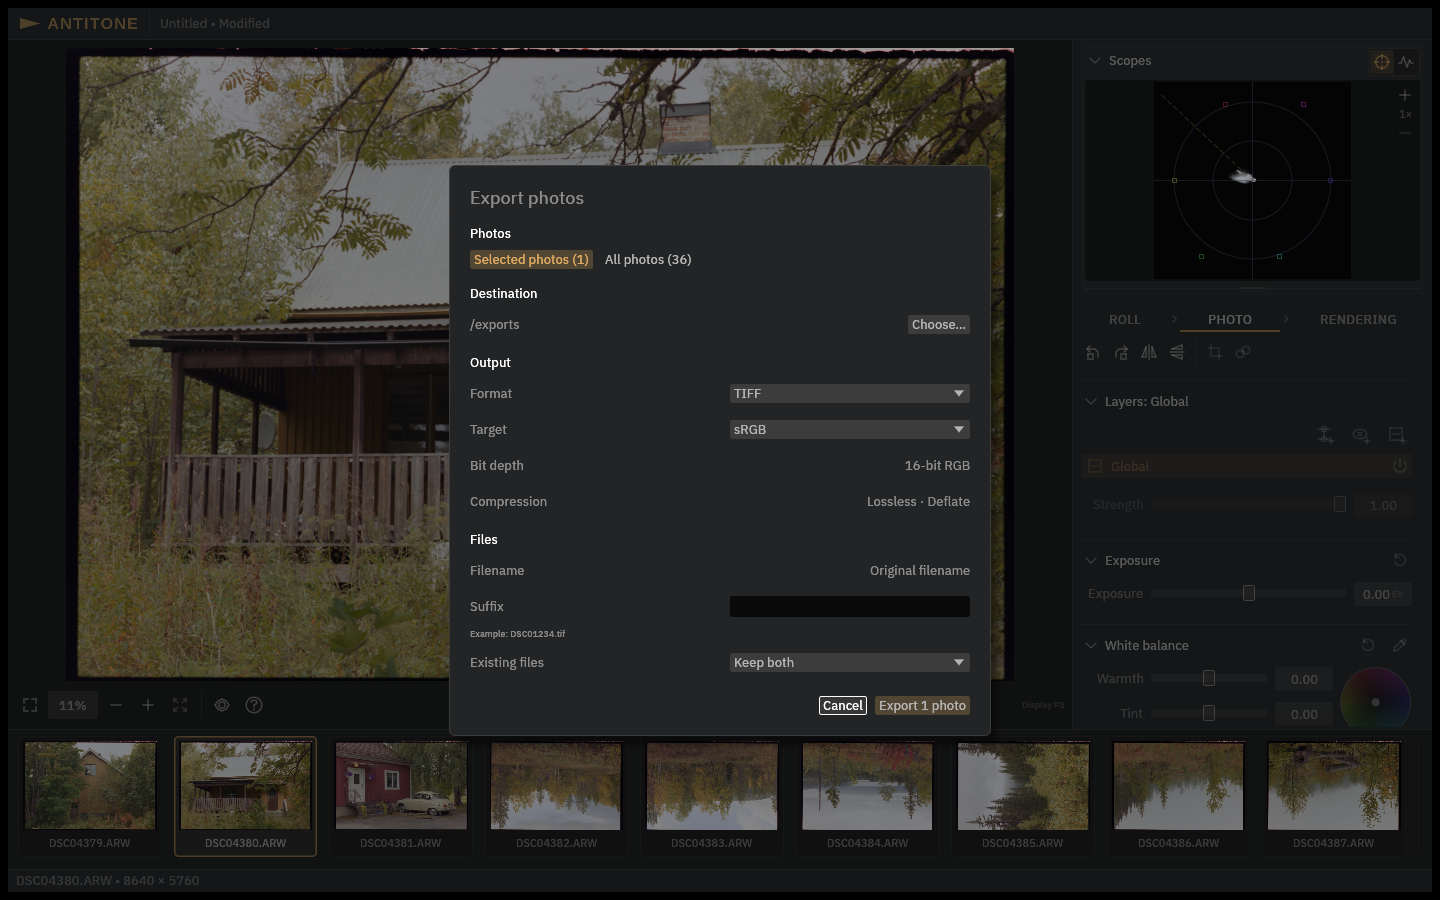 ANTITONE
Untitled • Modified
Scopes
1×
Export photos
Photos
Selected photos (1)
All photos (36)
Destination
/exports
Choose...
Output
Format
TIFF
Target
sRGB
Bit depth
16-bit RGB
Compression
Lossless · Deflate
Files
Filename
Original filename
Suffix
Example: DSC01234.tif
Existing files
Keep both
Cancel
Export 1 photo
ROLL
PHOTO
RENDERING
Layers: Global
Global
Strength
1.00
Exposure
Exposure
0.00 EV
White balance
Warmth
0.00
Tint
0.00
11%
Display P3
DSC04379.ARW
DSC04380.ARW
DSC04381.ARW
DSC04382.ARW
DSC04383.ARW
DSC04384.ARW
DSC04385.ARW
DSC04386.ARW
DSC04387.ARW
DSC04380.ARW • 8640 × 5760